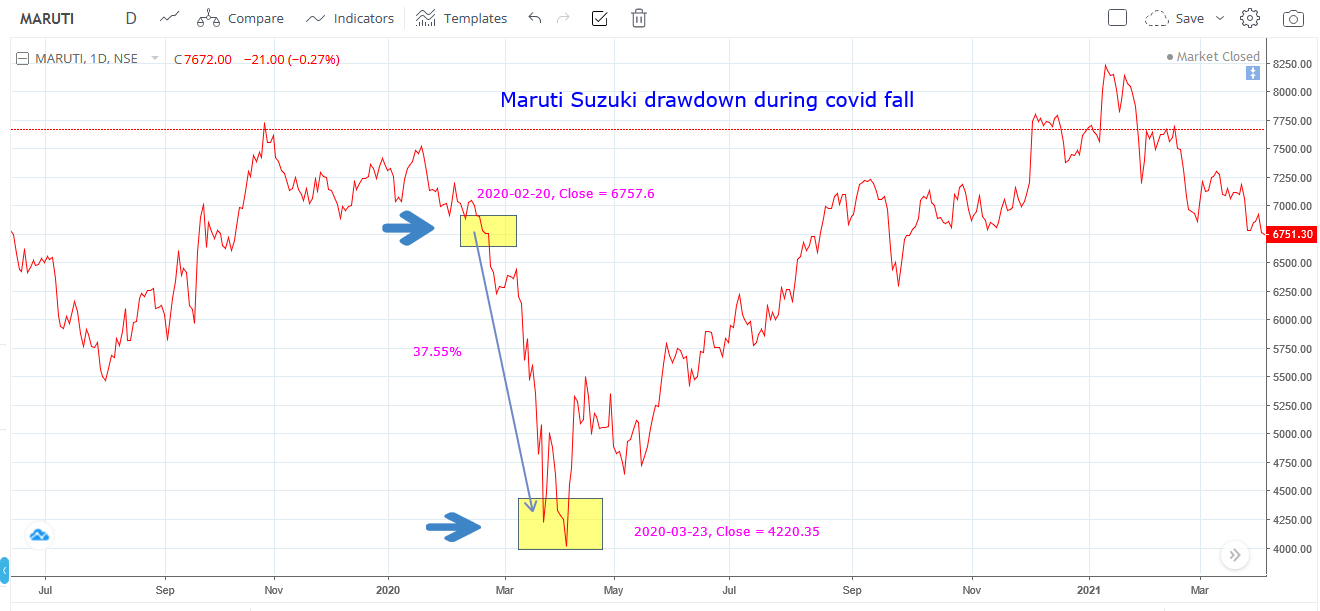 MARUTI D Compare Indicators Templates Save
MARUTI, 1D, NSE C7672.00 −21.00 (−0.27%)
Market Closed
Maruti Suzuki drawdown during covid fall
2020-02-20, Close = 6757.6
37.55%
2020-03-23, Close = 4220.35
8250.00
8000.00
7750.00
7500.00
7250.00
7000.00
6751.30
6500.00
6250.00
6000.00
5750.00
5500.00
5250.00
5000.00
4750.00
4500.00
4250.00
4000.00
Jul Sep Nov 2020 Mar May Jul Sep Nov 2021 Mar